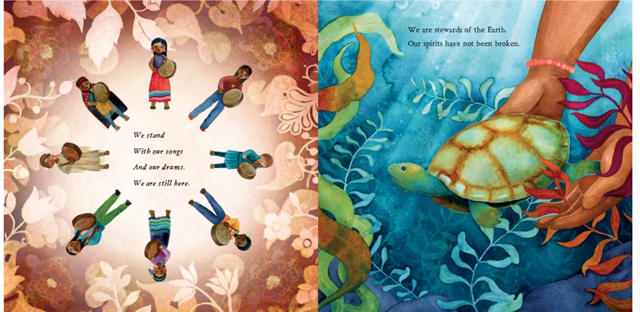 We stand
With our songs
And our drums.
We are still here.
We are stewards of the Earth.
Our spirits have not been broken.